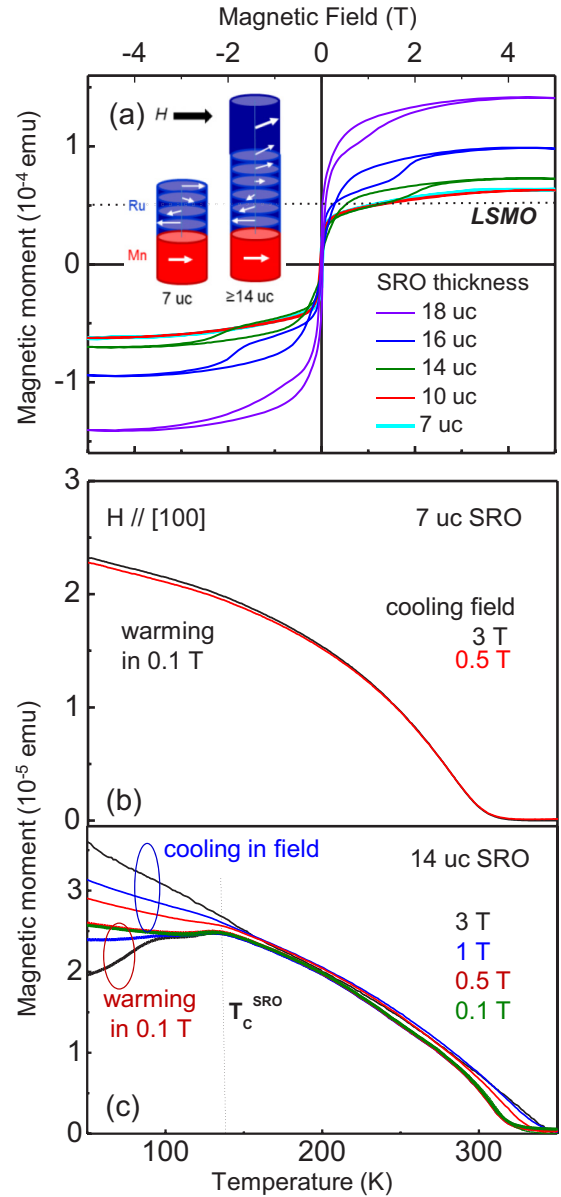 Magnetic Field (T)
-4 -2 0 2 4
(a)
H
Ru
Mn
7 uc ≥14 uc
LSMO
SRO thickness
18 uc
16 uc
14 uc
10 uc
7 uc
1
0
-1
Magnetic moment (10⁻⁴ emu)
H // [100] 7 uc SRO
cooling field
3 T
0.5 T
warming
in 0.1 T
(b)
3
2
1
0
Magnetic moment (10⁻⁵ emu)
cooling in field 14 uc SRO
3 T
1 T
0.5 T
0.1 T
warming
in 0.1 T
T_C^SRO
(c)
3
2
1
0
100 200 300
Temperature (K)